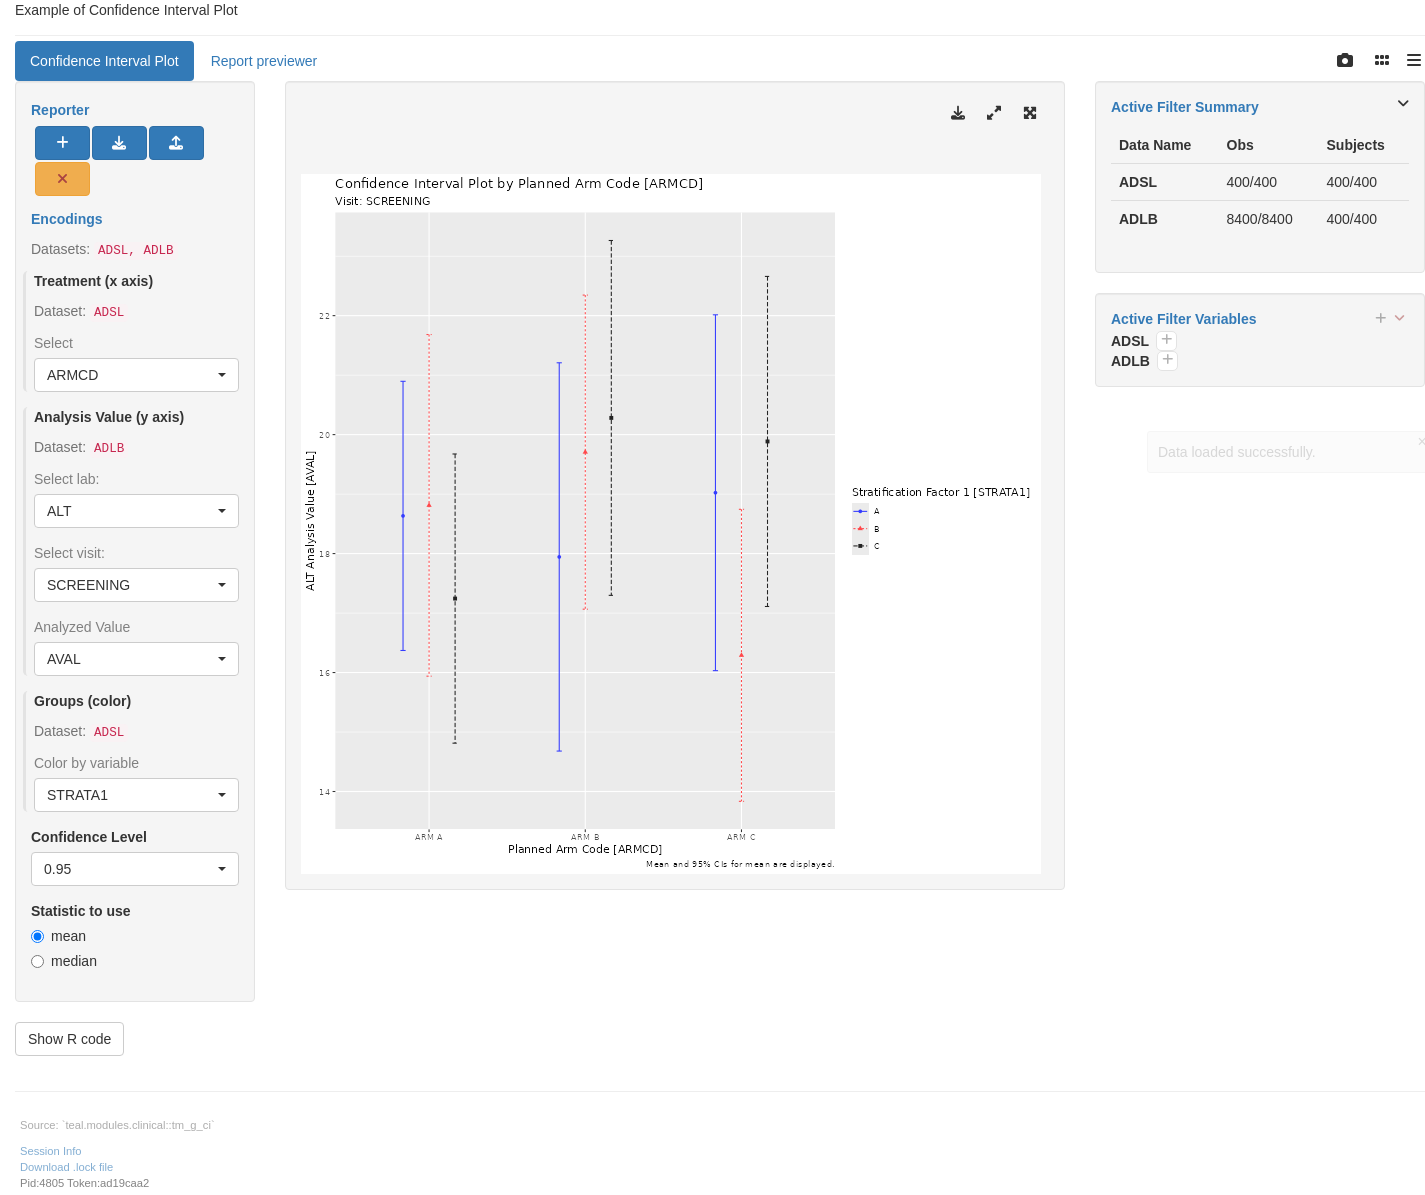 Example of Confidence Interval Plot
Confidence Interval Plot
Report previewer
Reporter
Encodings
Datasets: ADSL, ADLB
Treatment (x axis)
Dataset: ADSL
Select
ARMCD
Analysis Value (y axis)
Dataset: ADLB
Select lab:
ALT
Select visit:
SCREENING
Analyzed Value
AVAL
Groups (color)
Dataset: ADSL
Color by variable
STRATA1
Confidence Level
0.95
Statistic to use
mean
median
Show R code
Confidence Interval Plot by Planned Arm Code [ARMCD]
Visit: SCREENING
ALT Analysis Value [AVAL]
22
20
18
16
14
ARM A
ARM B
ARM C
Planned Arm Code [ARMCD]
Mean and 95% CIs for mean are displayed.
Stratification Factor 1 [STRATA1]
A
B
C
Active Filter Summary
Data Name Obs Subjects
ADSL 400/400 400/400
ADLB 8400/8400 400/400
Active Filter Variables
ADSL
ADLB
Data loaded successfully.
Source: `teal.modules.clinical::tm_g_ci`
Session Info
Download .lock file
Pid:4805 Token:ad19caa2